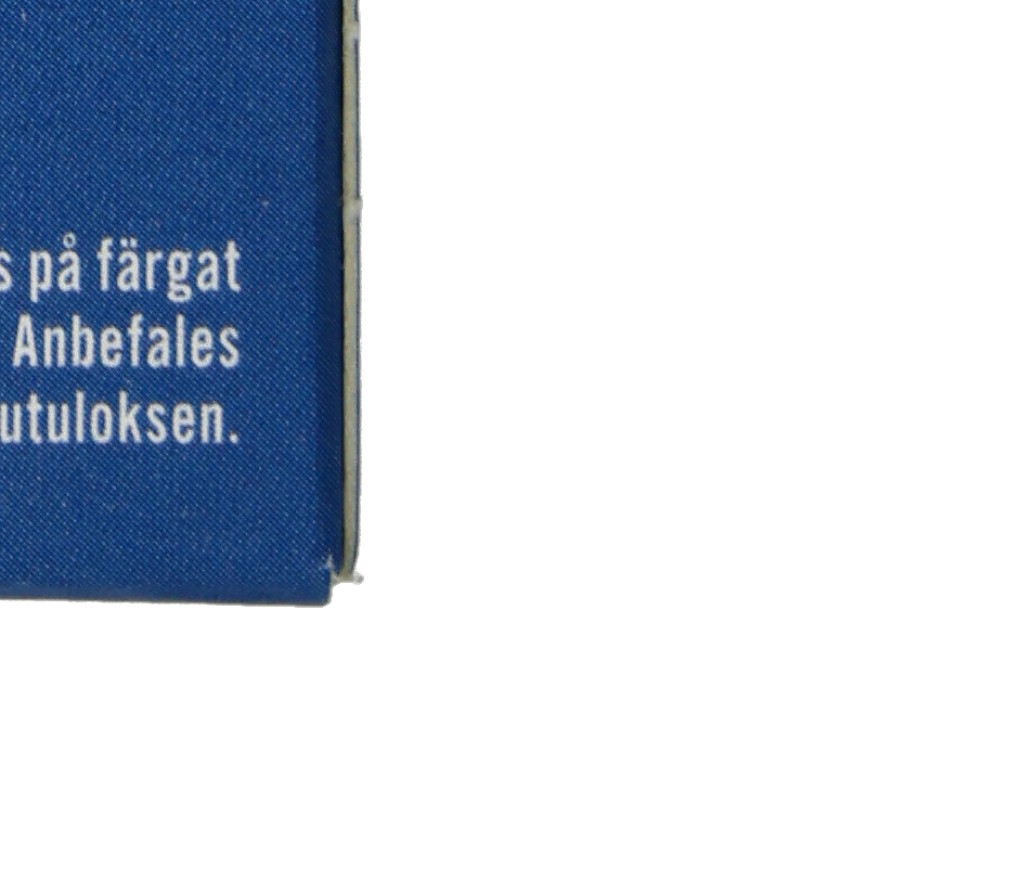 s på färgat
Anbefales
utuloksen.